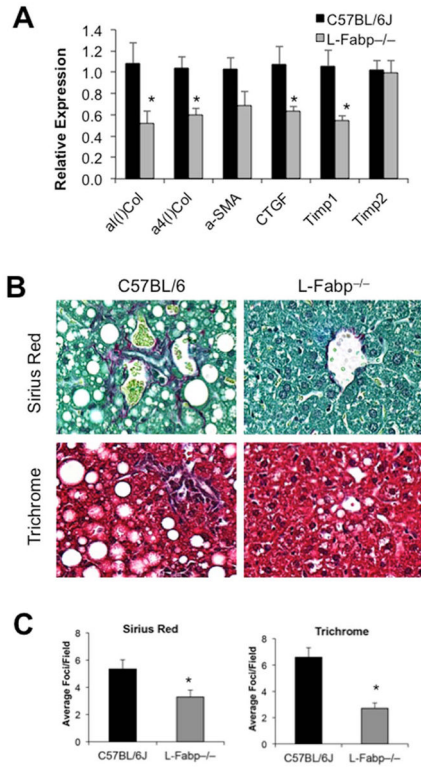 A
C57BL/6J
L-Fabp–/–
Relative Expression
1.4
1.2
1.0
0.8
0.6
0.4
0.2
0.0
*
*
*
*
aI(I)Col
a4(I)Col
a-SMA
CTGF
Timp1
Timp2
B
C57BL/6
L-Fabp–/–
Sirius Red
Trichrome
C
Sirius Red
Average Foci/Field
8
6
4
2
0
*
C57BL/6J
L-Fabp–/–
Trichrome
Average Foci/Field
8
6
4
2
0
*
C57BL/6J
L-Fabp–/–